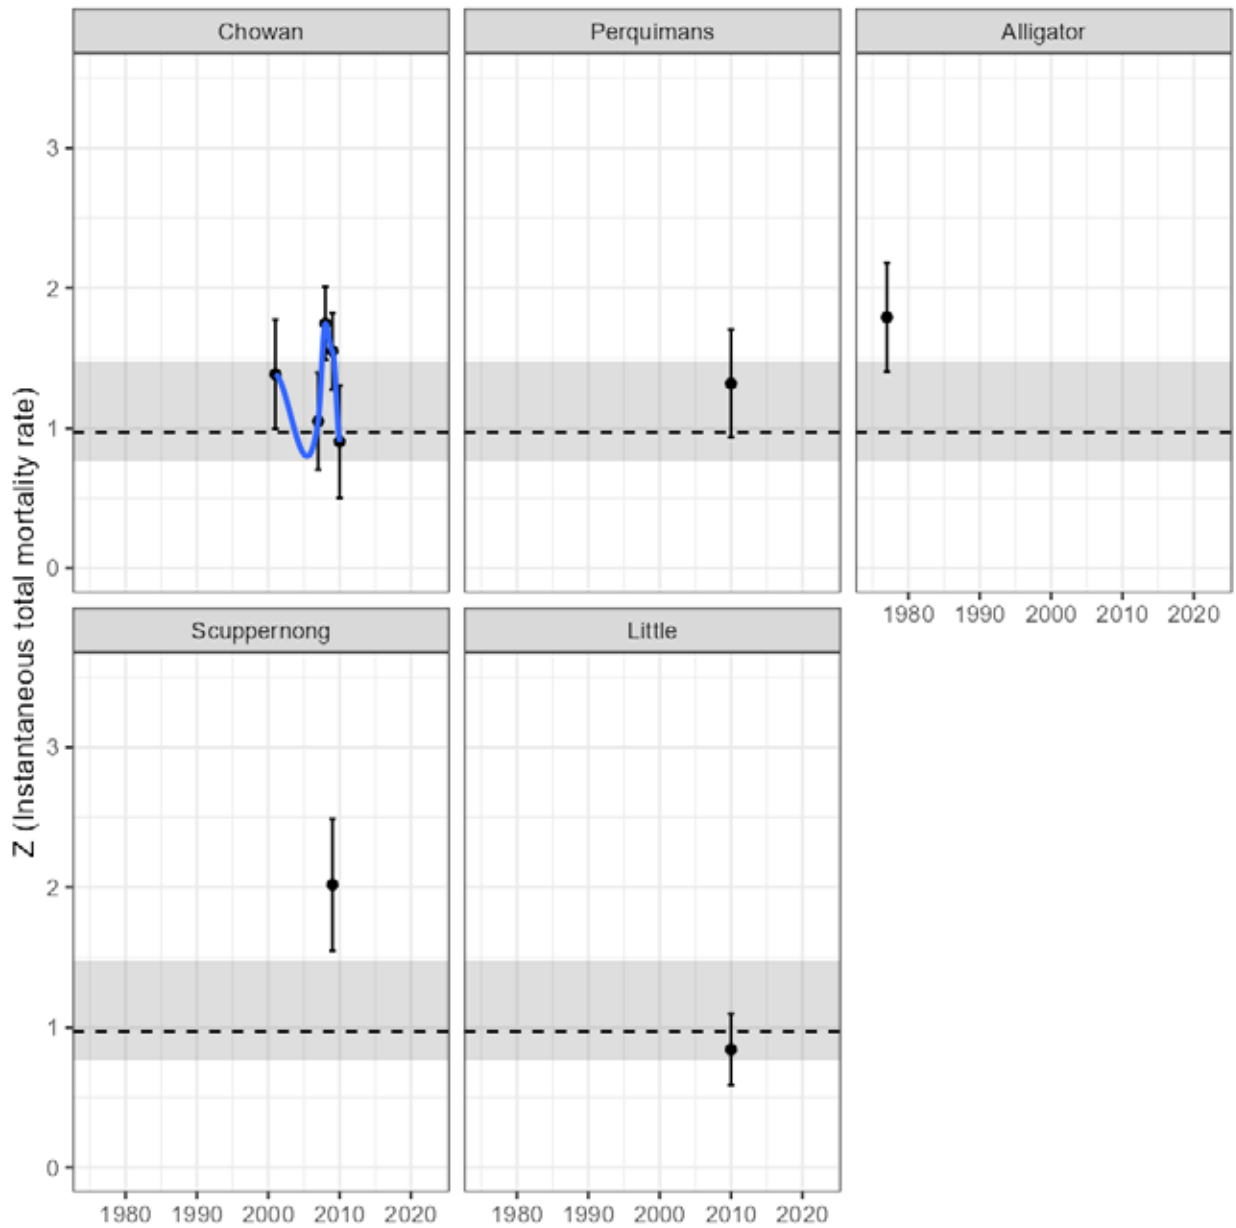 Chowan
Perquimans
Alligator
Z (Instantaneous total mortality rate)
3
2
1
0
1980 1990 2000 2010 2020
Scuppernong
Little
3
2
1
0
1980 1990 2000 2010 2020
1980 1990 2000 2010 2020